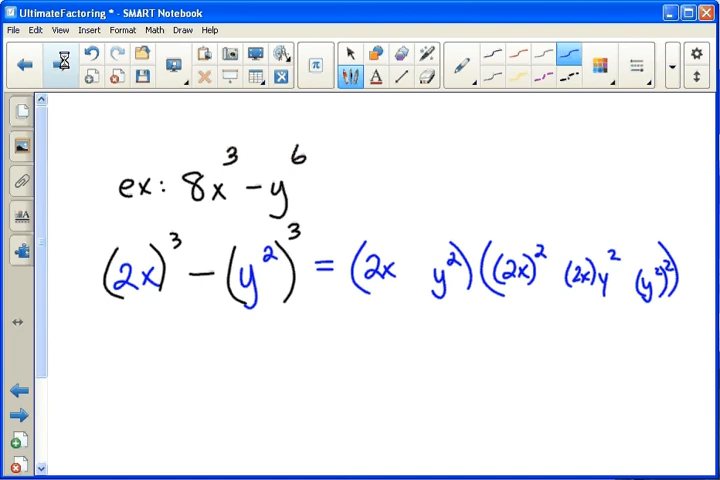 UltimateFactoring * - SMART Notebook
File Edit View Insert Format Math Draw Help
ex: 8x³ - y⁶
(2x)³ - (y²)³ = (2x y²)((2x)² (2x)y² (y²)²)